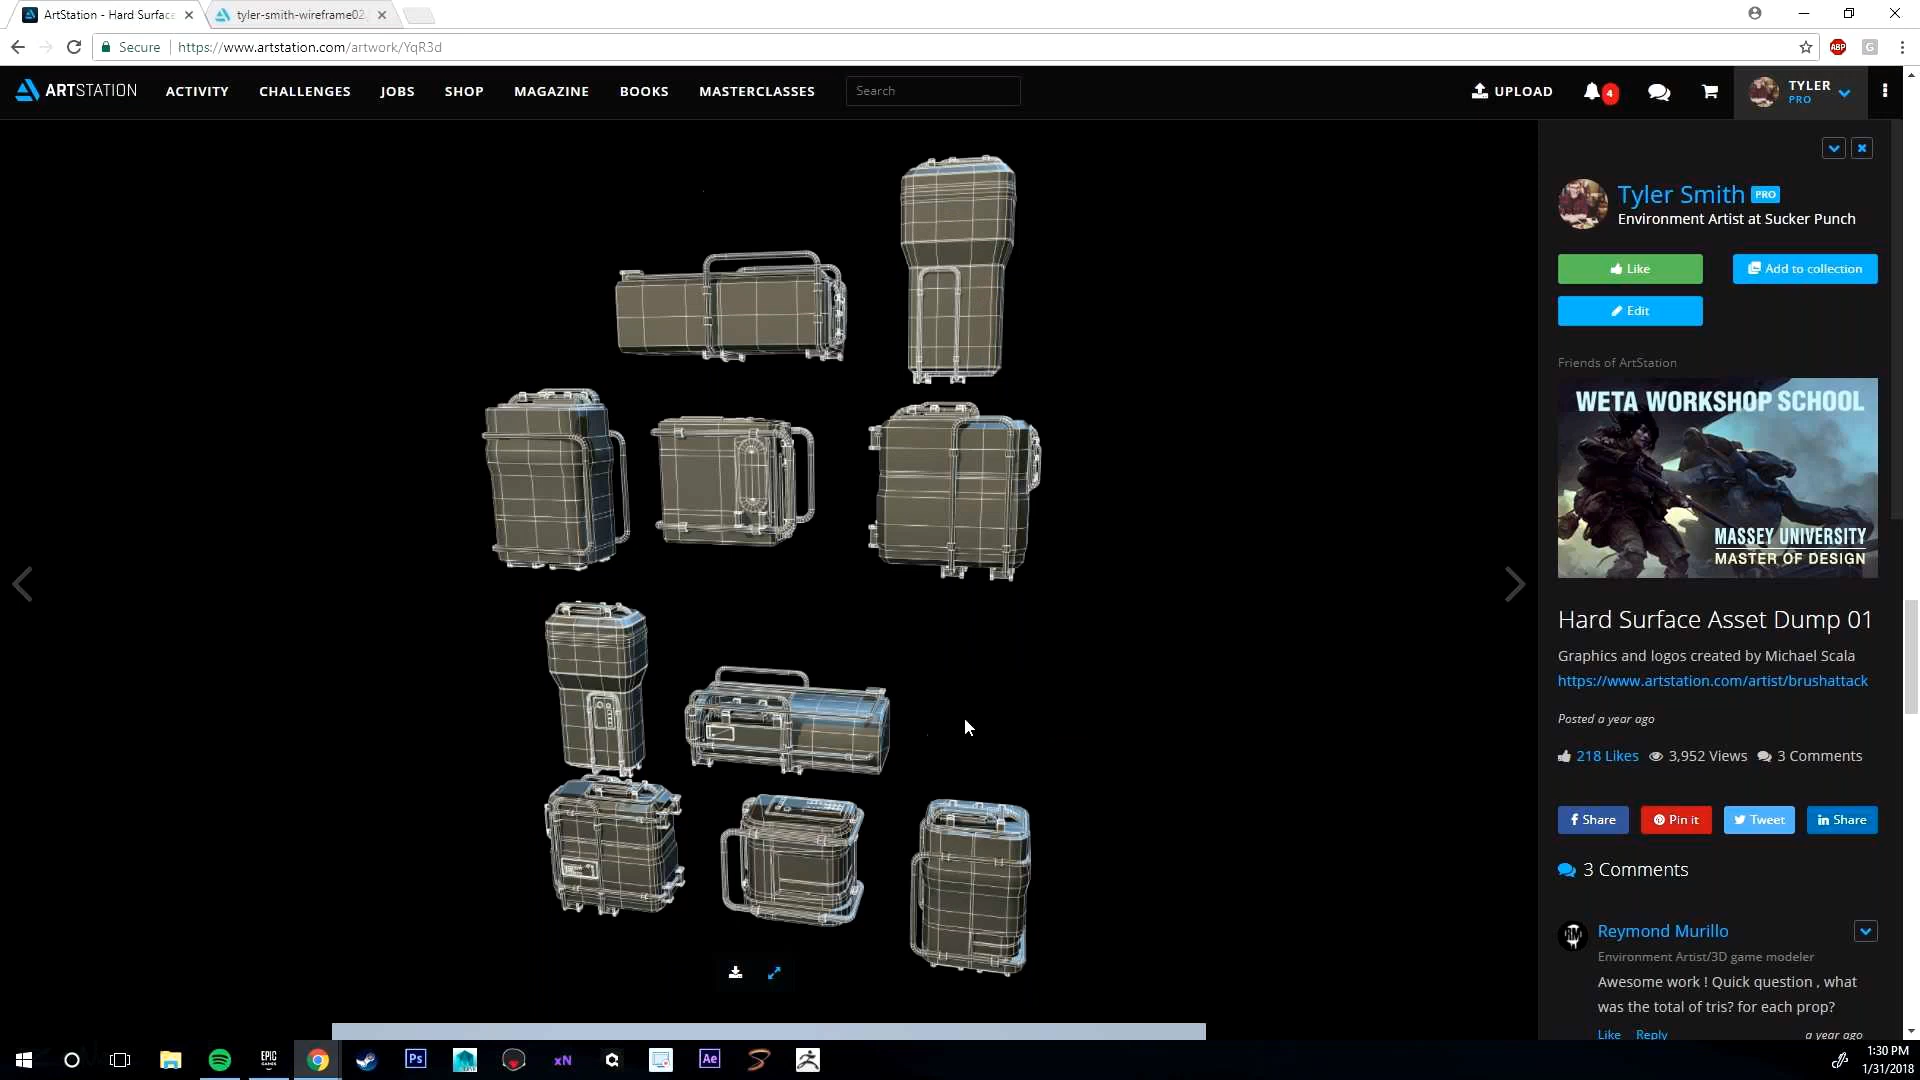 ArtStation - Hard Surface
tyler-smith-wireframe02
Secure
https://www.artstation.com/artwork/YqR3d
ABP
G
ARTSTATION
ACTIVITY
CHALLENGES
JOBS
SHOP
MAGAZINE
BOOKS
MASTERCLASSES
Search
UPLOAD
4
TYLER
PRO
Tyler Smith PRO
Environment Artist at Sucker Punch
Like
Add to collection
Edit
Friends of ArtStation
WETA WORKSHOP SCHOOL
MASSEY UNIVERSITY
MASTER OF DESIGN
Hard Surface Asset Dump 01
Graphics and logos created by Michael Scala
https://www.artstation.com/artist/brushattack
Posted a year ago
218 Likes 3,952 Views 3 Comments
Share
Pin it
Tweet
Share
3 Comments
Reymond Murillo
Environment Artist/3D game modeler
Awesome work ! Quick question , what
was the total of tris? for each prop?
Like Reply a year ago
EPIC
GAMES
Ps
xN
Ae
1:30 PM
1/31/2018